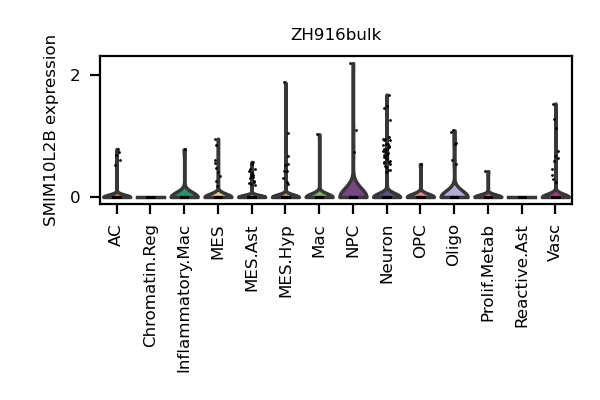 ZH916bulk
SMIM10L2B expression
2
0
AC
Chromatin.Reg
Inflammatory.Mac
MES
MES.Ast
MES.Hyp
Mac
NPC
Neuron
OPC
Oligo
Prolif.Metab
Reactive.Ast
Vasc